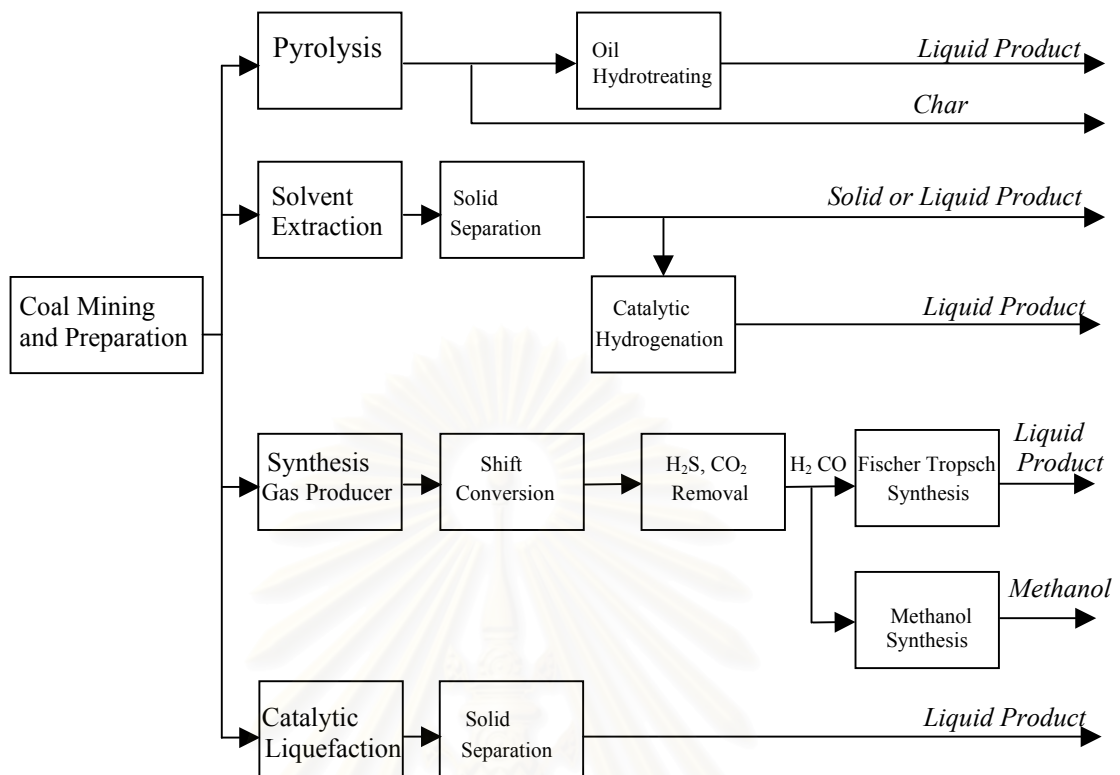 Pyrolysis
Oil
Hydrotreating
Liquid Product
Char
Solvent
Extraction
Solid
Separation
Solid or Liquid Product
Catalytic
Hydrogenation
Liquid Product
Coal Mining
and Preparation
Synthesis
Gas Producer
Shift
Conversion
H₂S, CO₂
Removal
H₂ CO
Fischer Tropsch
Synthesis
Liquid
Product
Methanol
Synthesis
Methanol
Catalytic
Liquefaction
Solid
Separation
Liquid Product